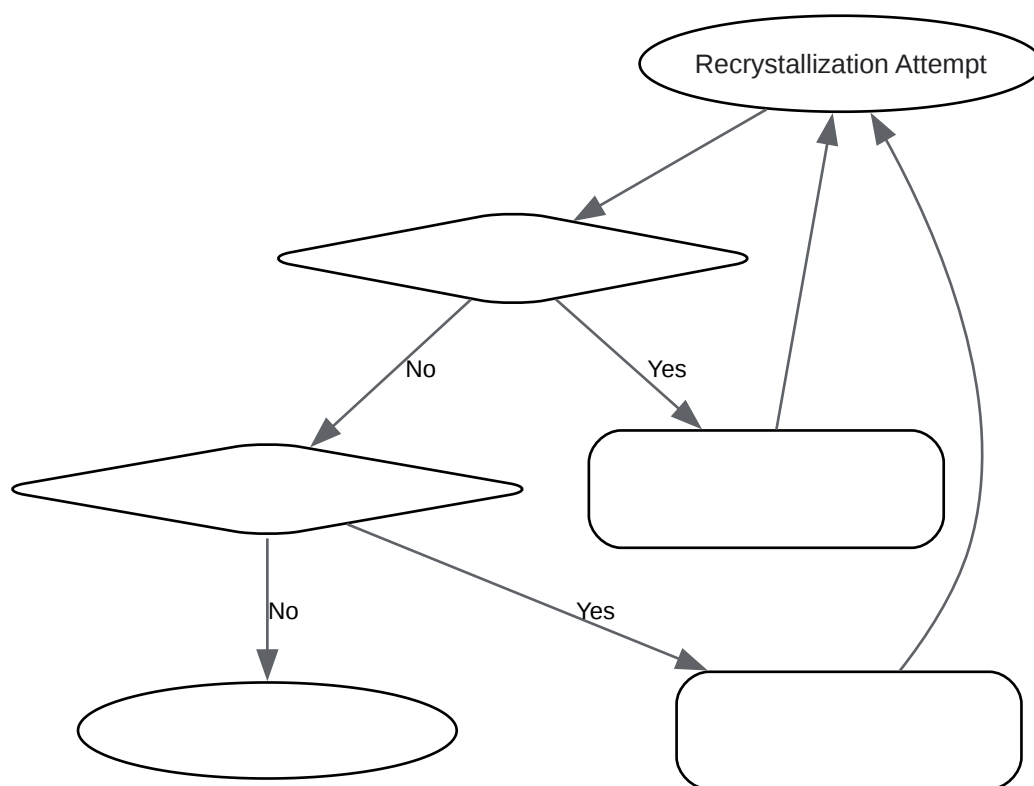 Recrystallization Attempt
No
Yes
No
Yes